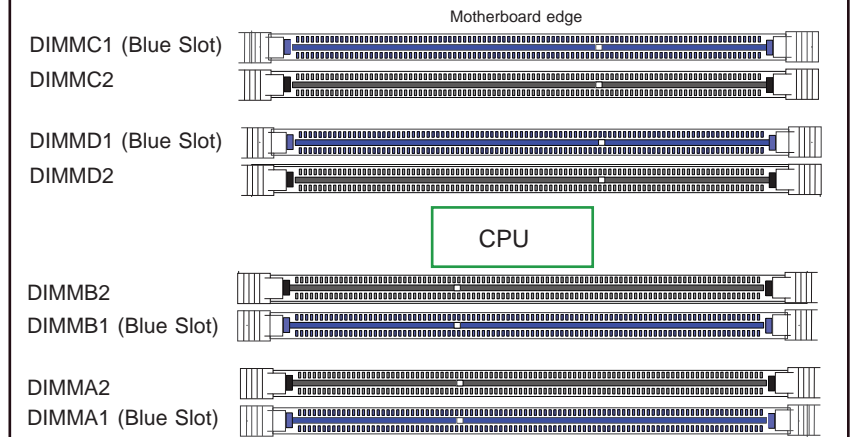 Motherboard edge
DIMMC1 (Blue Slot)
DIMMC2
DIMMD1 (Blue Slot)
DIMMD2
CPU
DIMMB2
DIMMB1 (Blue Slot)
DIMMA2
DIMMA1 (Blue Slot)